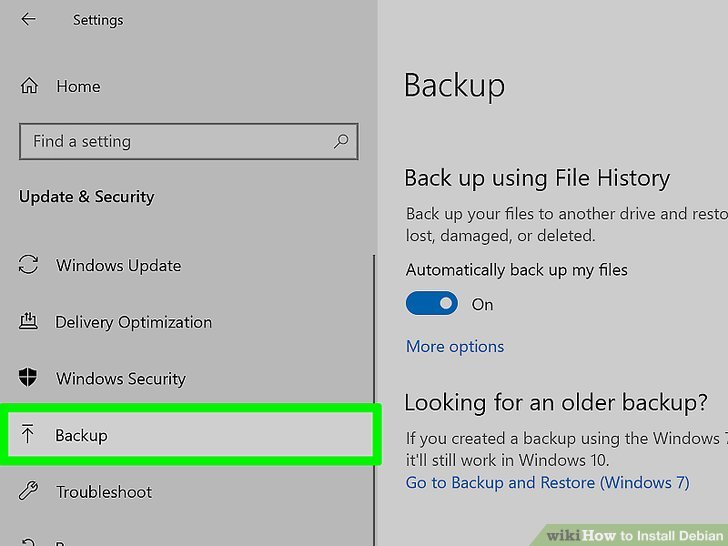 Settings
Home
Find a setting
Update & Security
Windows Update
Delivery Optimization
Windows Security
Backup
Troubleshoot
Backup
Back up using File History
Back up your files to another drive and resto
lost, damaged, or deleted.
Automatically back up my files
On
More options
Looking for an older backup?
If you created a backup using the Windows 7
it'll still work in Windows 10.
Go to Backup and Restore (Windows 7)
wikiHow to Install Debian